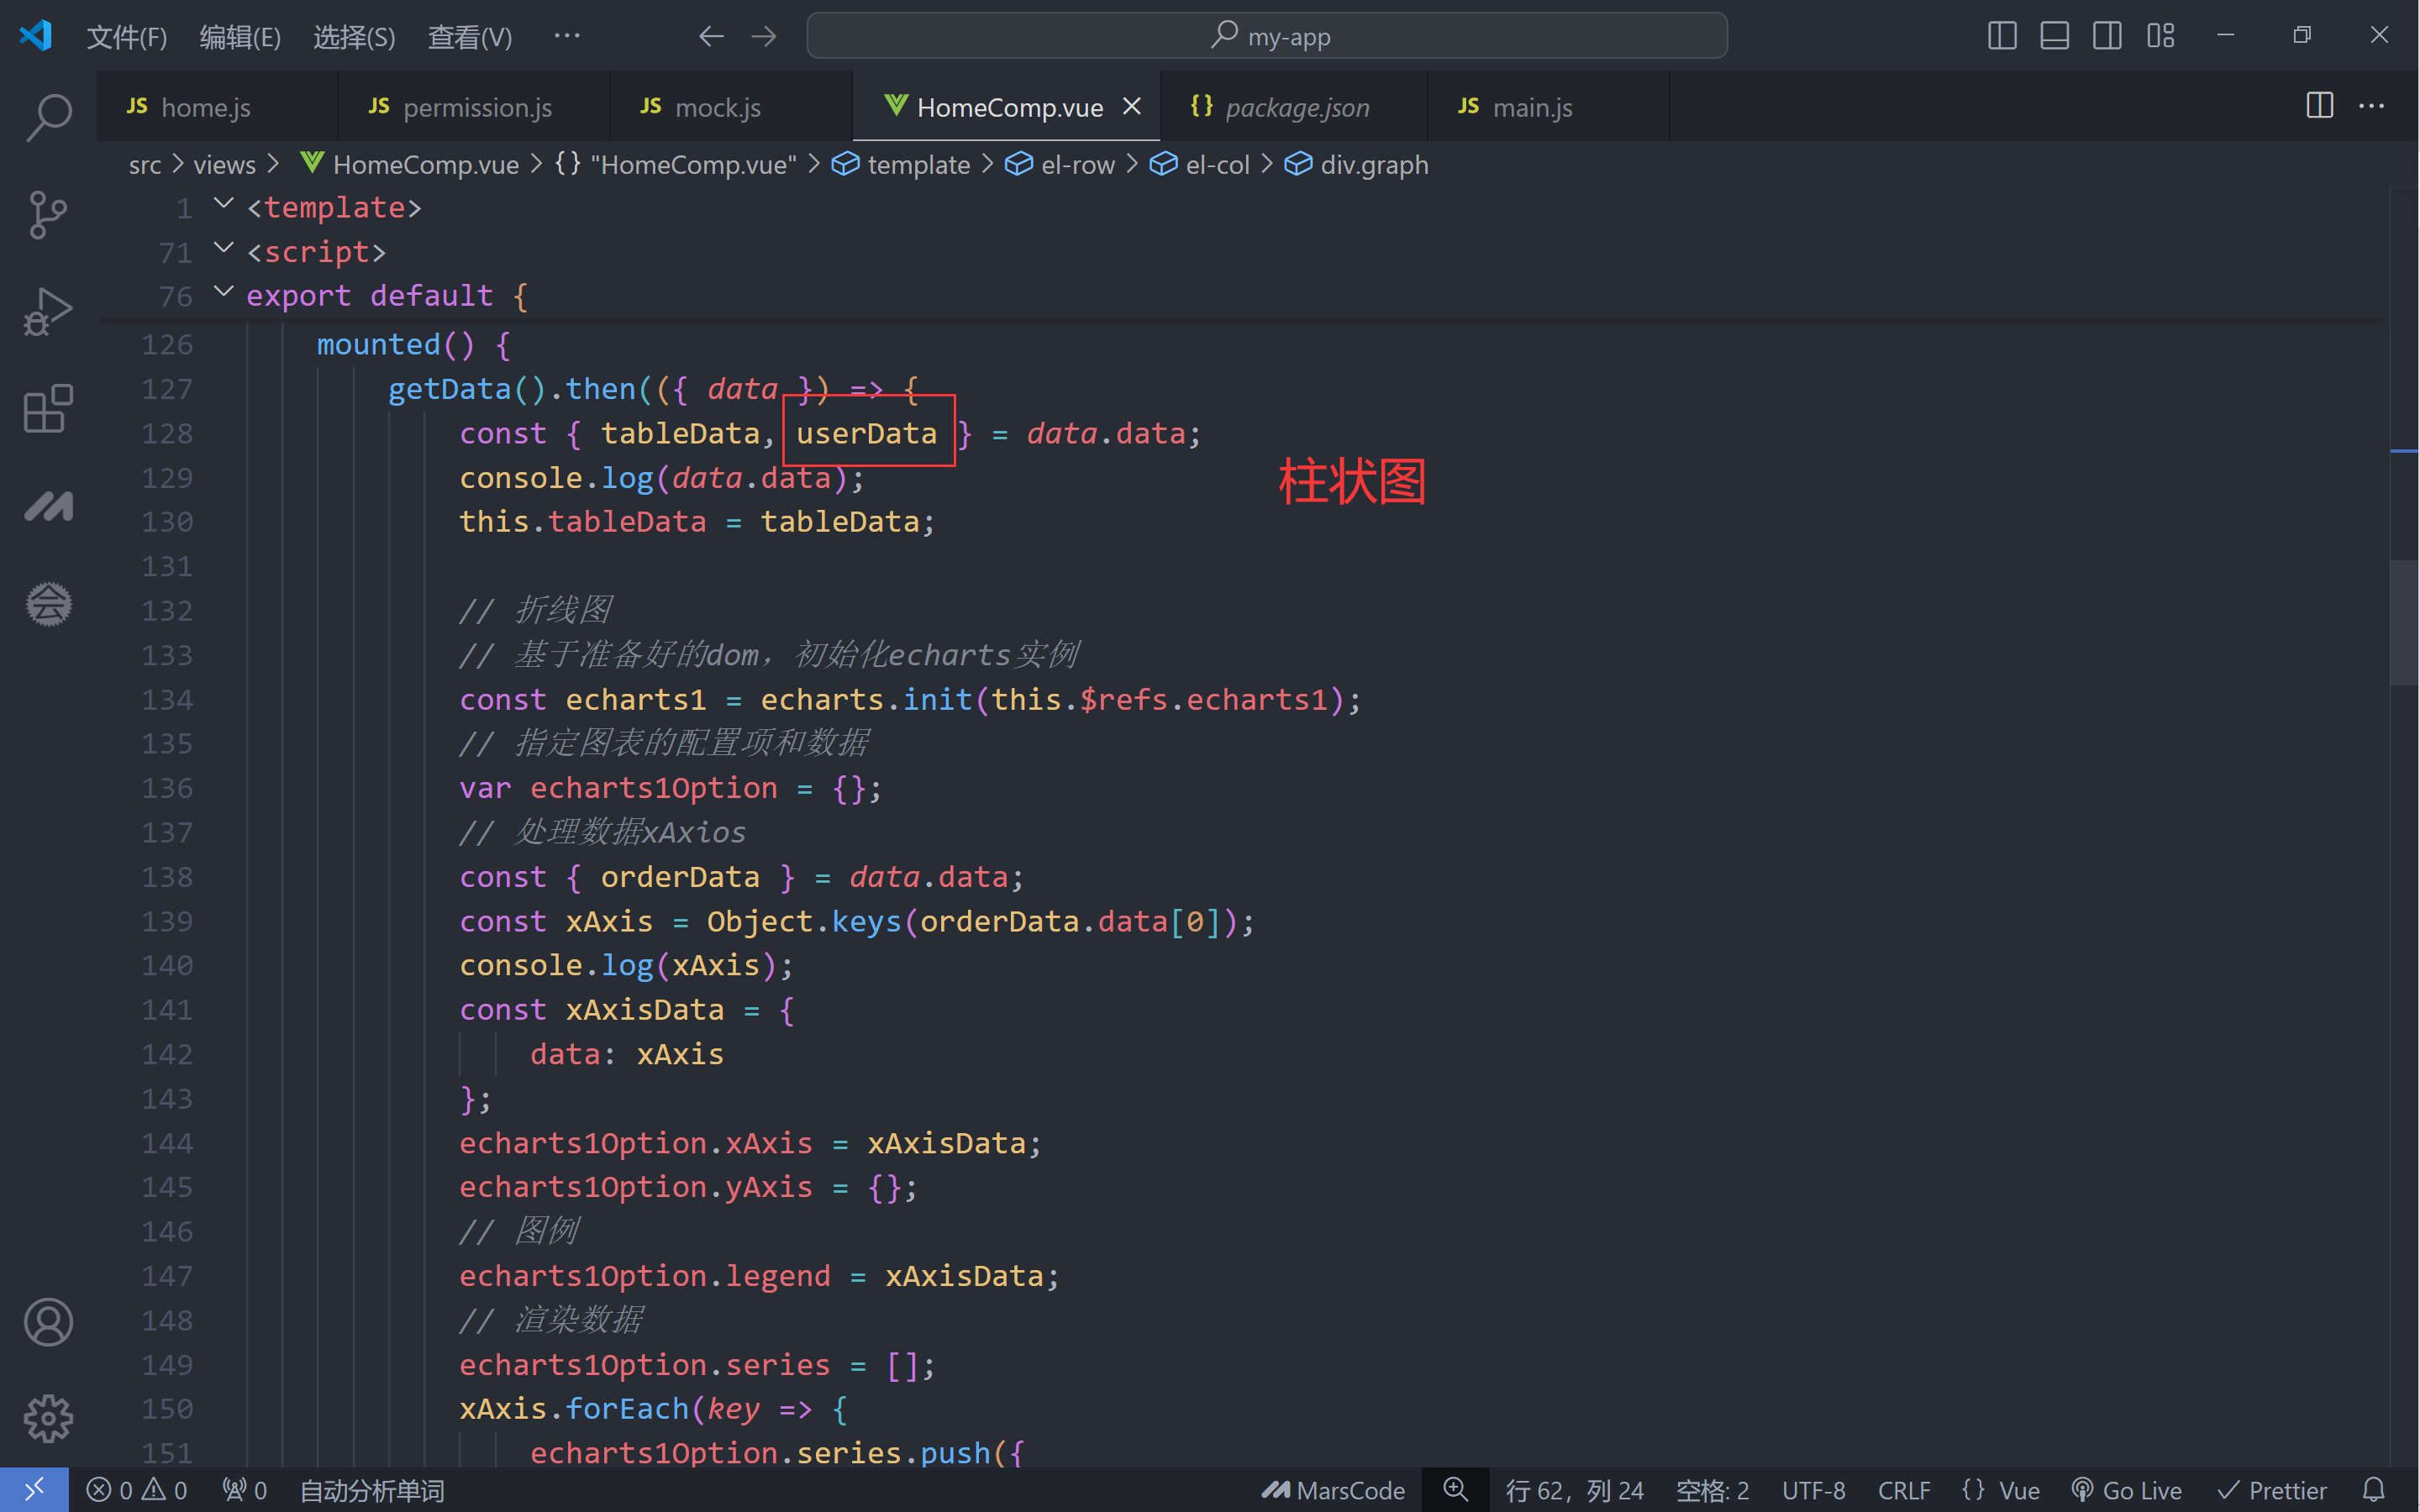 文件(F) 编辑(E) 选择(S) 查看(V) ··· my-app
JS home.js JS permission.js JS mock.js HomeComp.vue {} package.json JS main.js
src > views > HomeComp.vue > {} "HomeComp.vue" > template > el-row > el-col > div.graph
1 <template>
71 <script>
76 export default {
126 mounted() {
127 getData().then(({ data }) => {
128 const { tableData, userData } = data.data;
129 console.log(data.data);
柱状图
130 this.tableData = tableData;
131
132 // 折线图
133 // 基于准备好的dom，初始化echarts实例
134 const echarts1 = echarts.init(this.$refs.echarts1);
135 // 指定图表的配置项和数据
136 var echarts1Option = {};
137 // 处理数据xAxios
138 const { orderData } = data.data;
139 const xAxis = Object.keys(orderData.data[0]);
140 console.log(xAxis);
141 const xAxisData = {
142 data: xAxis
143 };
144 echarts1Option.xAxis = xAxisData;
145 echarts1Option.yAxis = {};
146 // 图例
147 echarts1Option.legend = xAxisData;
148 // 渲染数据
149 echarts1Option.series = [];
150 xAxis.forEach(key => {
151 echarts1Option.series.push({
0 0 0 自动分析单词 MarsCode 行 62，列 24 空格: 2 UTF-8 CRLF {} Vue Go Live Prettier